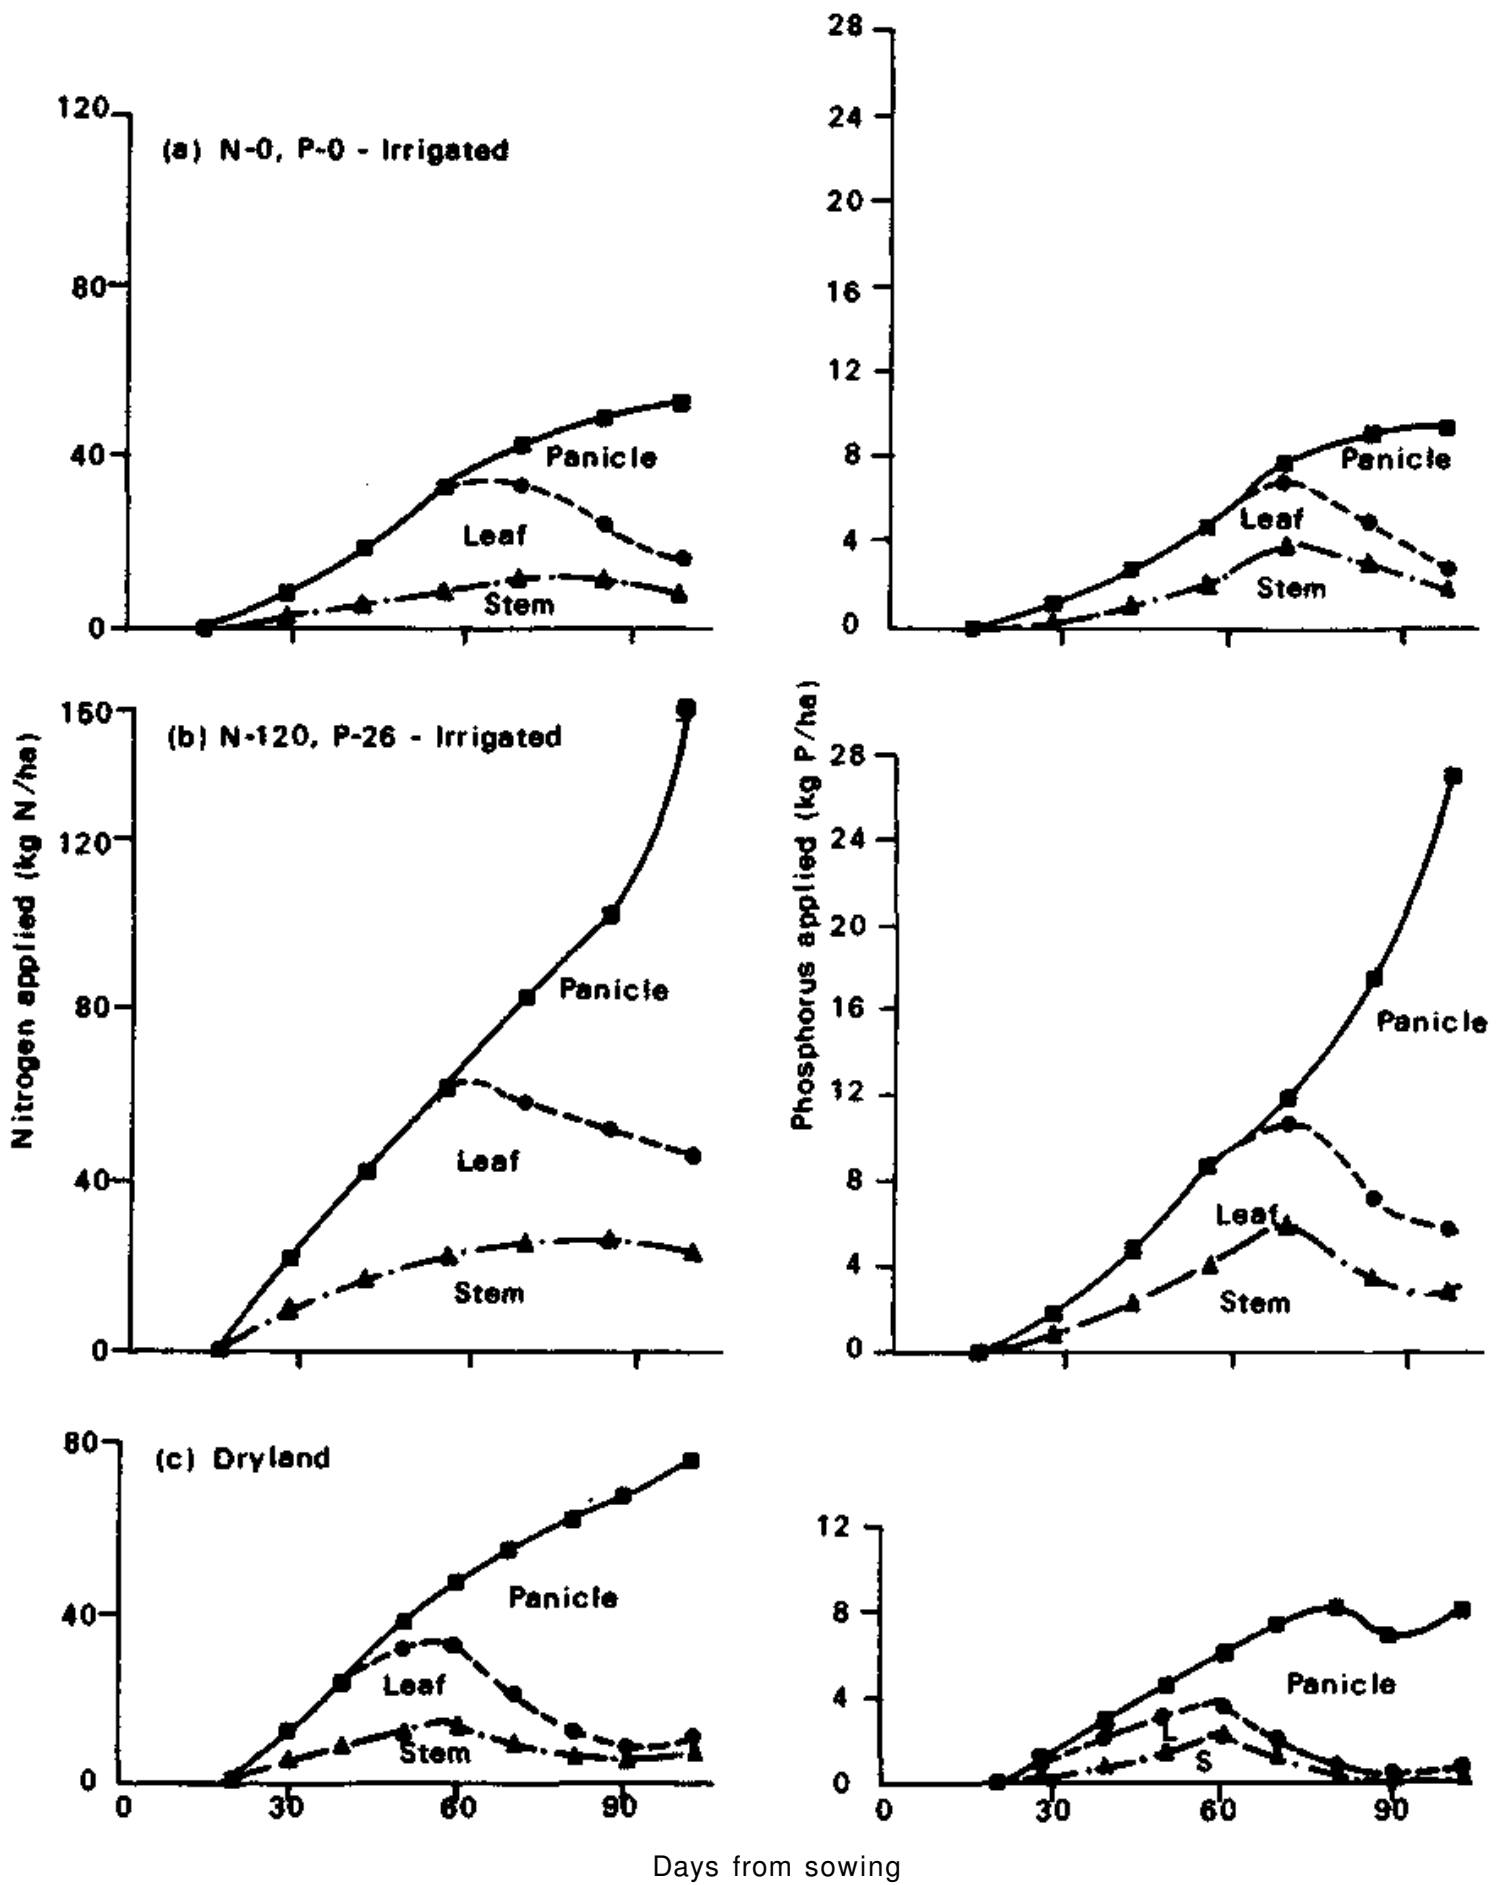 120
(a) N-0, P-0 - Irrigated
80
40
0
Panicle
Leaf
Stem
28
24
20
16
12
8
4
0
Panicle
Leaf
Stem
Nitrogen applied (kg N/ha)
160
(b) N-120, P-26 - Irrigated
120
80
40
0
Panicle
Leaf
Stem
Phosphorus applied (kg P/ha)
28
24
20
16
12
8
4
0
Panicle
Leaf
Stem
80
(c) Dryland
40
0
Panicle
Leaf
Stem
0 30 60 90
12
8
4
0
Panicle
L
S
0 30 60 90
Days from sowing